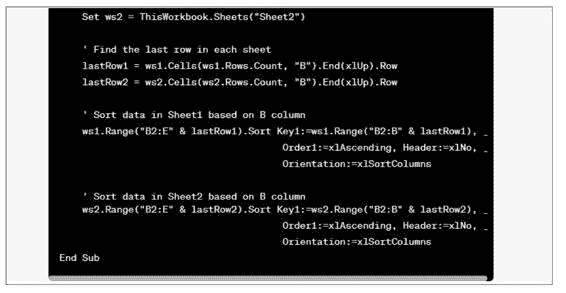 Set ws2 = ThisWorkbook.Sheets("Sheet2")
' Find the last row in each sheet
lastRow1 = ws1.Cells(ws1.Rows.Count, "B").End(xlUp).Row
lastRow2 = ws2.Cells(ws2.Rows.Count, "B").End(xlUp).Row
' Sort data in Sheet1 based on B column
ws1.Range("B2:E" & lastRow1).Sort Key1:=ws1.Range("B2:B" & lastRow1), _
Order1:=xlAscending, Header:=xlNo, _
Orientation:=xlSortColumns
' Sort data in Sheet2 based on B column
ws2.Range("B2:E" & lastRow2).Sort Key1:=ws2.Range("B2:B" & lastRow2), _
Order1:=xlAscending, Header:=xlNo, _
Orientation:=xlSortColumns
End Sub